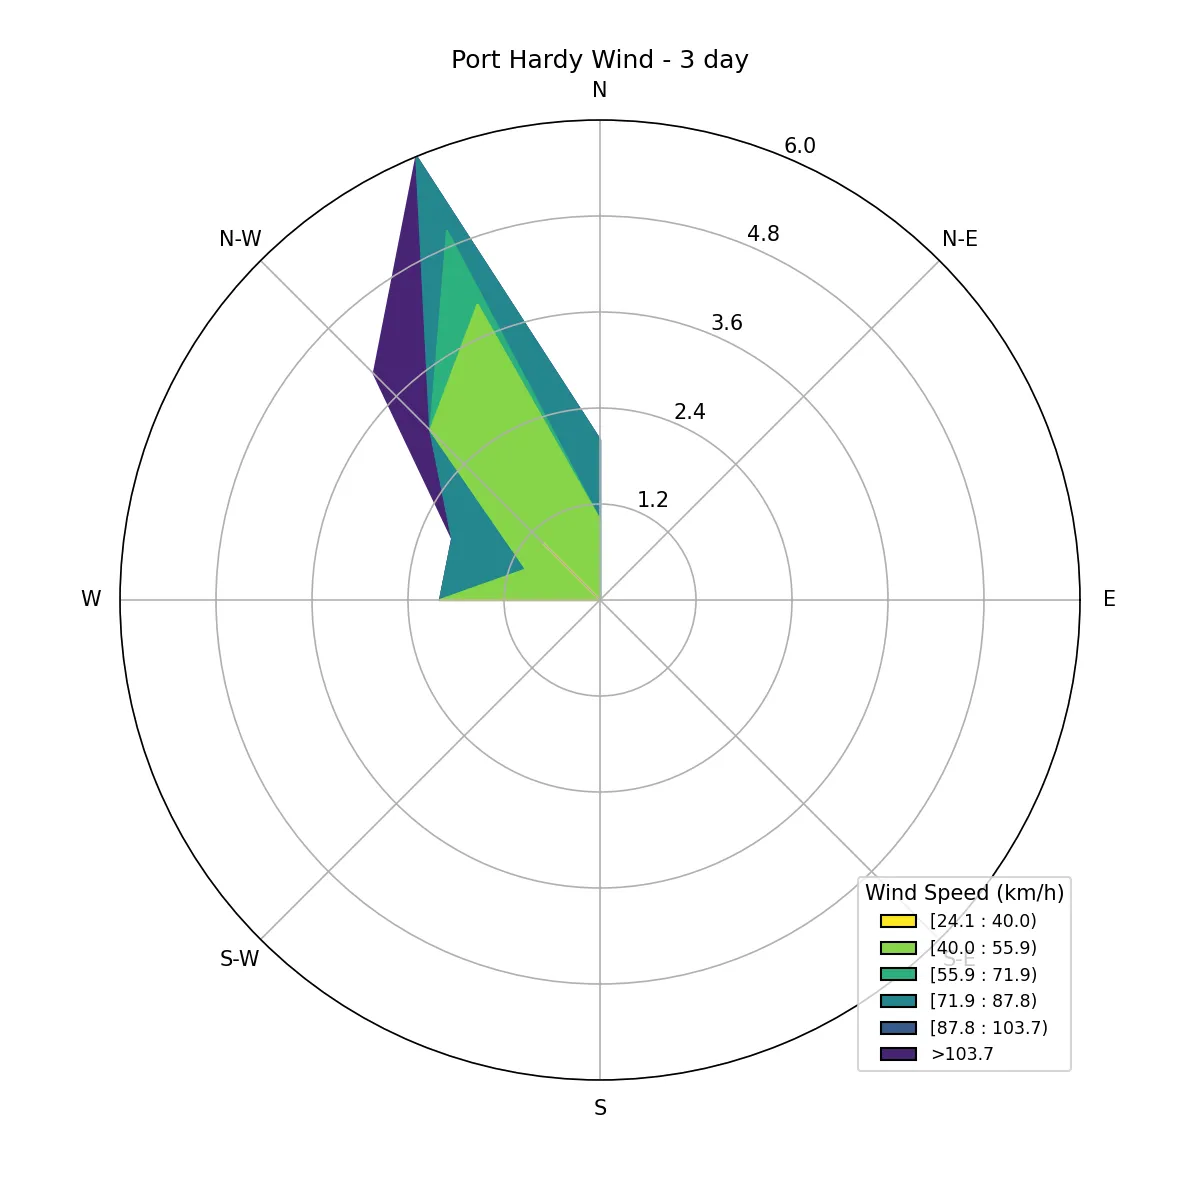 Port Hardy Wind - 3 day
N
6.0
N-W
4.8
N-E
3.6
2.4
1.2
W
E
Wind Speed (km/h)
[24.1 : 40.0)
[40.0 : 55.9)
S-W
S-E
[55.9 : 71.9)
[71.9 : 87.8)
[87.8 : 103.7)
>103.7
S